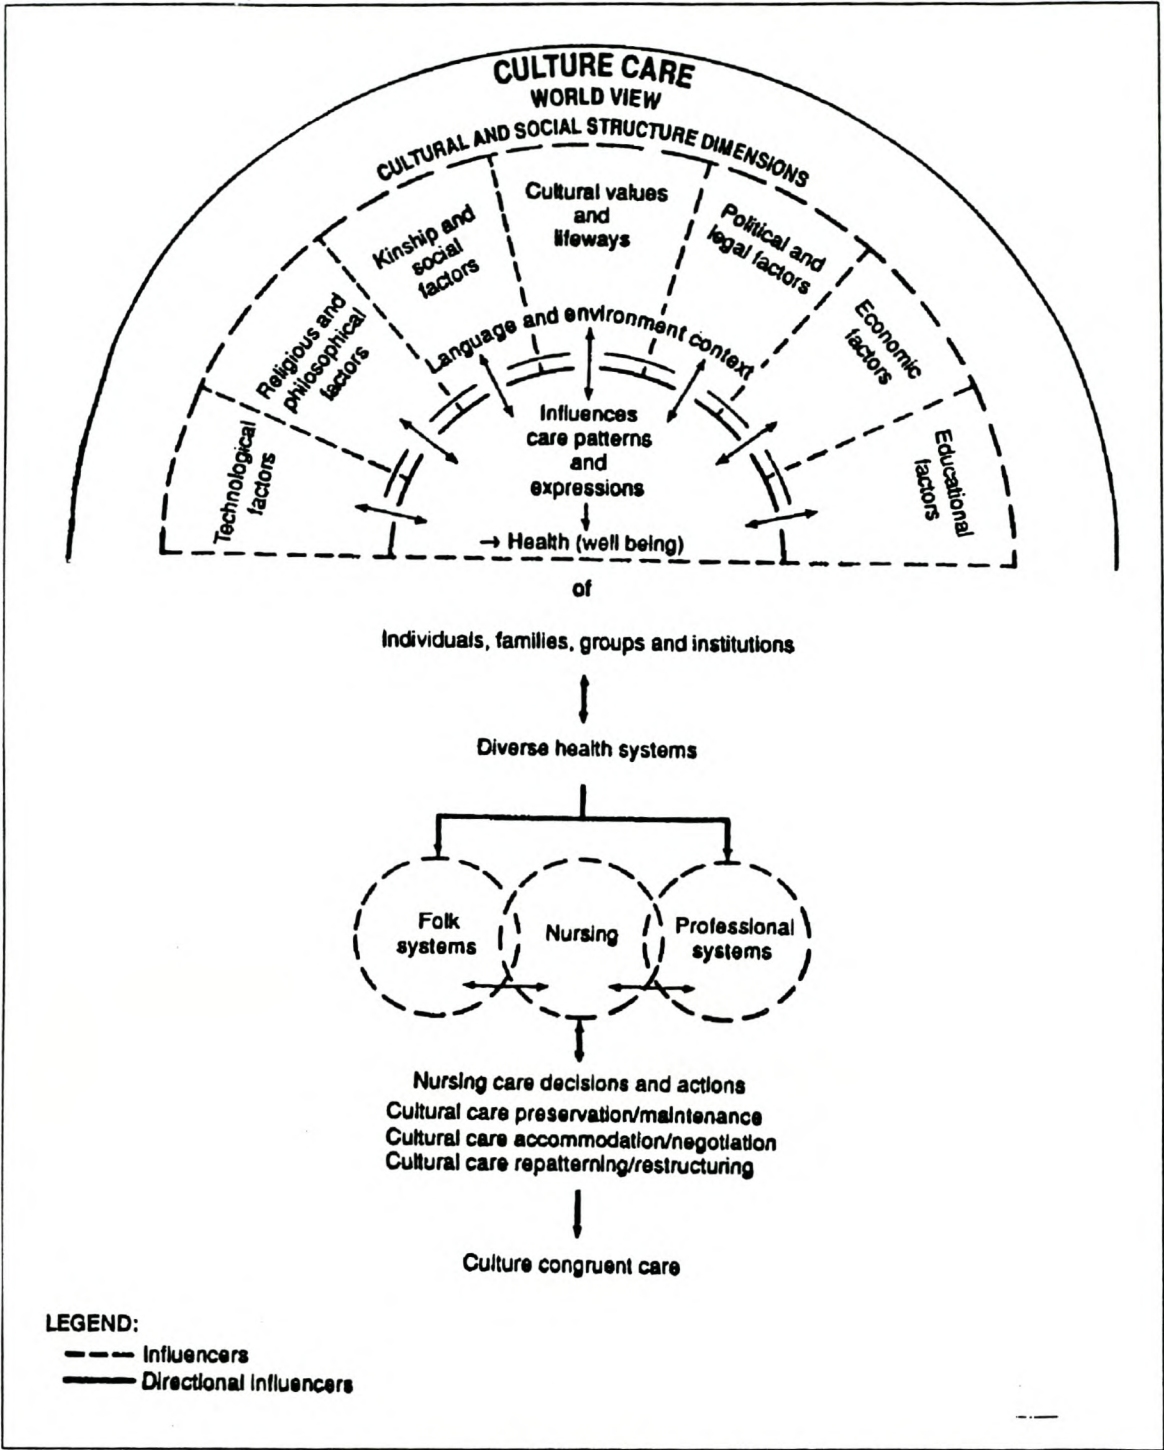 CULTURE CARE
WORLD VIEW
CULTURAL AND SOCIAL STRUCTURE DIMENSIONS
Cultural values
and
lifeways
Kinship and
social
factors
Political and
legal factors
Religious and
philosophical
factors
Economic
factors
Technological
factors
Educational
factors
Language and environment context
Influences
care patterns
and
expressions
→ Health (well being)
of
Individuals, families, groups and institutions
Diverse health systems
Folk
systems
Nursing
Professional
systems
Nursing care decisions and actions
Cultural care preservation/maintenance
Cultural care accommodation/negotiation
Cultural care repatterning/restructuring
Culture congruent care
LEGEND:
Influencers
Directional Influencers